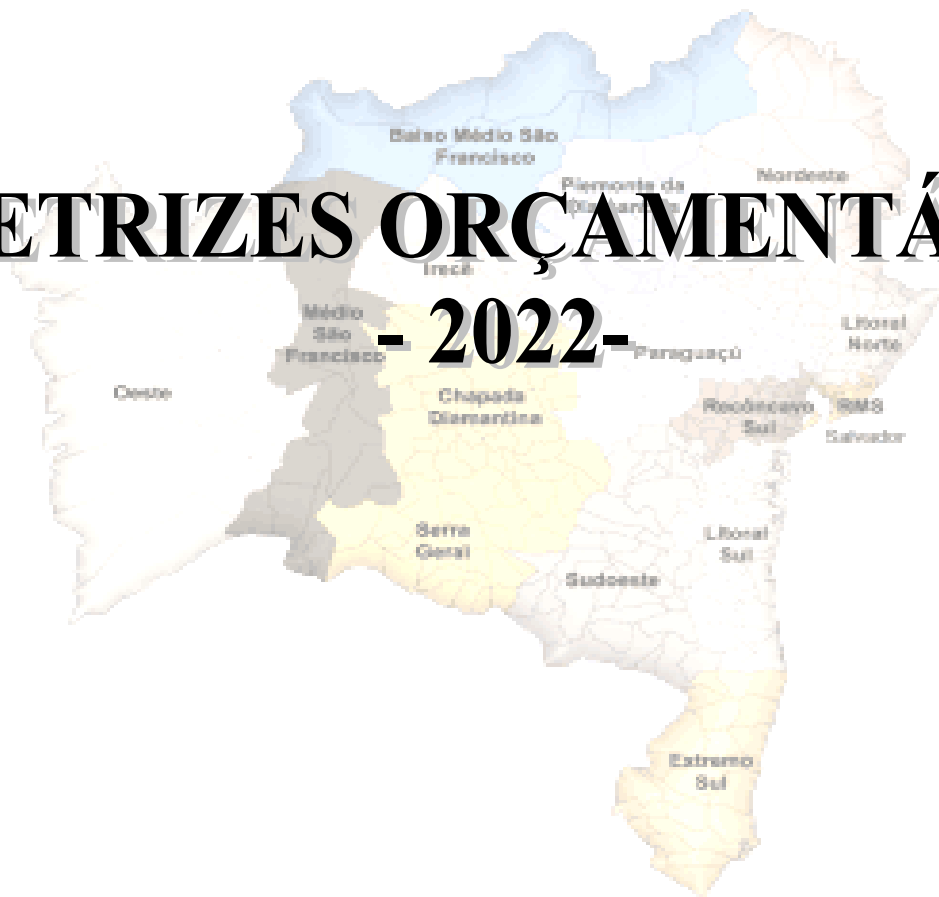 Baixo Médio São
Francisco
Nordeste
Piemonte da
ETRIZES ORÇAMENTÁ
Irecê
- 2022-
Médio
São
Francisco
Litoral
Norte
Paraguaçú
Oeste
Chapada
Diamantina
Recôncavo
Sul
RMS
Salvador
Serra
Geral
Litoral
Sul
Sudoeste
Extremo
Sul